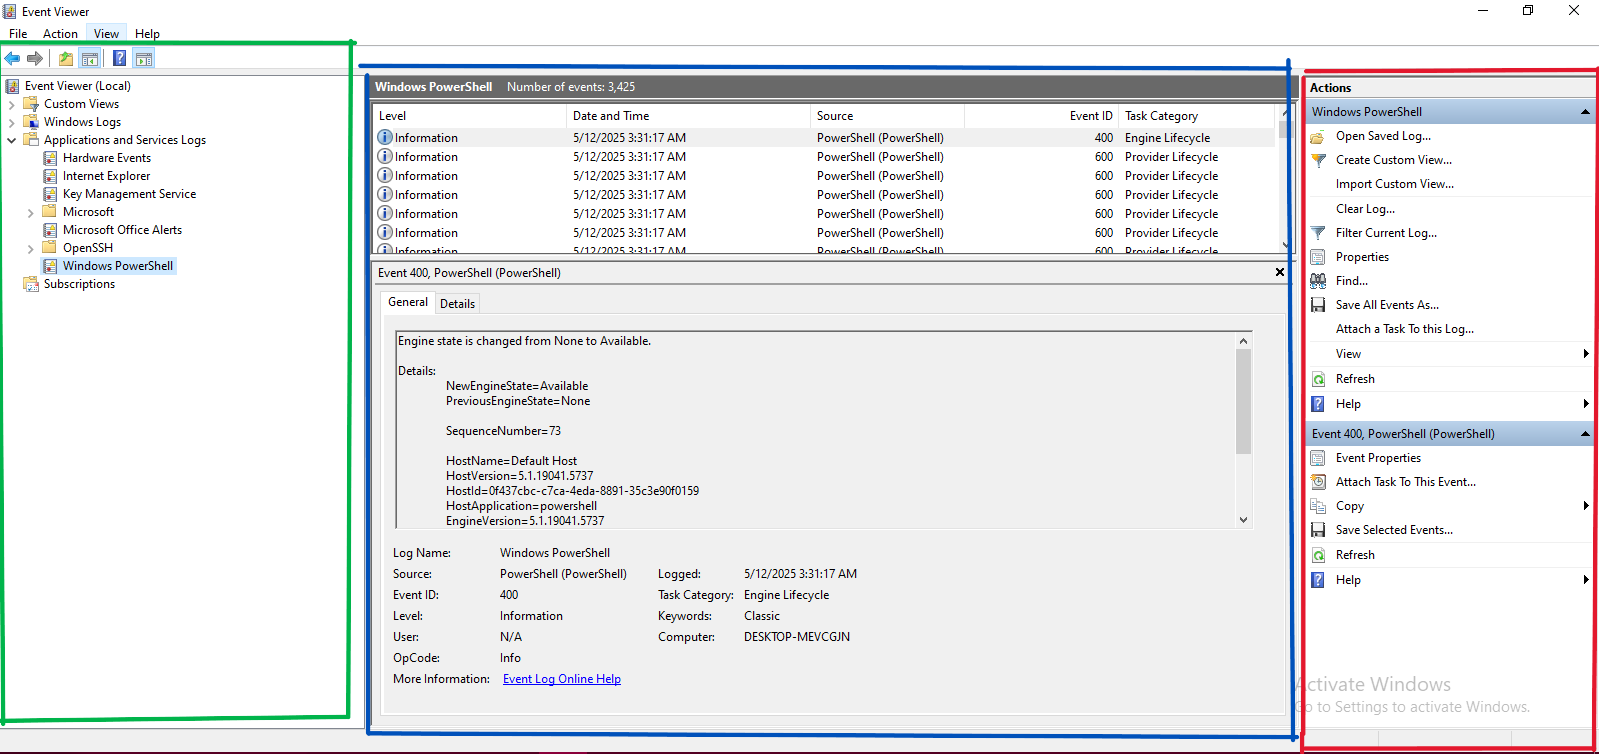 Event Viewer
File Action View Help
Event Viewer (Local)
Custom Views
Windows Logs
Applications and Services Logs
Hardware Events
Internet Explorer
Key Management Service
Microsoft
Microsoft Office Alerts
OpenSSH
Windows PowerShell
Subscriptions
Windows PowerShell Number of events: 3,425
Level Date and Time Source Event ID Task Category
Information 5/12/2025 3:31:17 AM PowerShell (PowerShell) 400 Engine Lifecycle
Information 5/12/2025 3:31:17 AM PowerShell (PowerShell) 600 Provider Lifecycle
Information 5/12/2025 3:31:17 AM PowerShell (PowerShell) 600 Provider Lifecycle
Information 5/12/2025 3:31:17 AM PowerShell (PowerShell) 600 Provider Lifecycle
Information 5/12/2025 3:31:17 AM PowerShell (PowerShell) 600 Provider Lifecycle
Information 5/12/2025 3:31:17 AM PowerShell (PowerShell) 600 Provider Lifecycle
Information 5/12/2025 3:31:17 AM PowerShell (PowerShell) 600 Provider Lifecycle
Event 400, PowerShell (PowerShell)
General Details
Engine state is changed from None to Available.
Details:
NewEngineState=Available
PreviousEngineState=None
SequenceNumber=73
HostName=Default Host
HostVersion=5.1.19041.5737
HostId=0f437cbc-c7ca-4eda-8891-35c3e90f0159
HostApplication=powershell
EngineVersion=5.1.19041.5737
Log Name: Windows PowerShell
Source: PowerShell (PowerShell) Logged: 5/12/2025 3:31:17 AM
Event ID: 400 Task Category: Engine Lifecycle
Level: Information Keywords: Classic
User: N/A Computer: DESKTOP-MEVCGJN
OpCode: Info
More Information: Event Log Online Help
Actions
Windows PowerShell
Open Saved Log...
Create Custom View...
Import Custom View...
Clear Log...
Filter Current Log...
Properties
Find...
Save All Events As...
Attach a Task To this Log...
View
Refresh
Help
Event 400, PowerShell (PowerShell)
Event Properties
Attach Task To This Event...
Copy
Save Selected Events...
Refresh
Help
Activate Windows
Go to Settings to activate Windows.